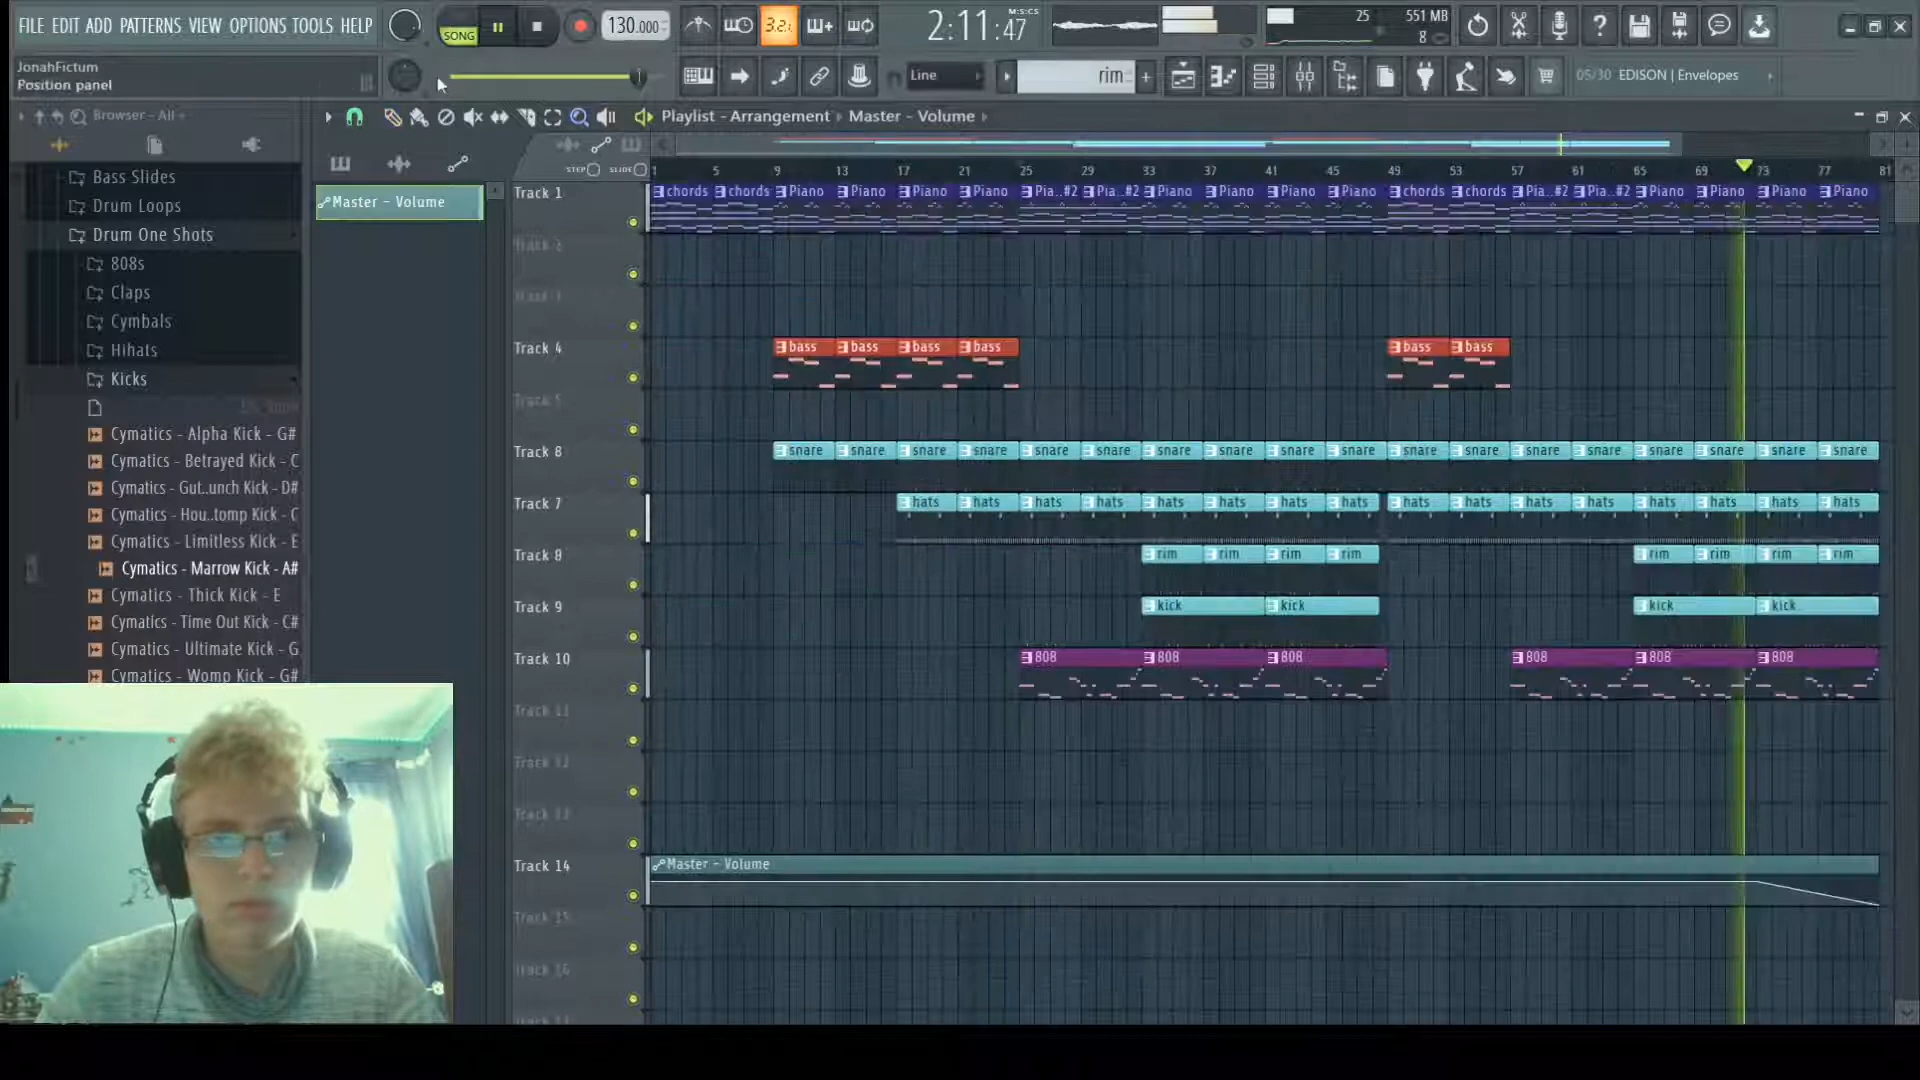 FILE EDIT ADD PATTERNS VIEW OPTIONS TOOLS HELP
SONG
130.000
3.2.
2:11:47
M:S:CS
25
551 MB
8
JonahFictum
Position panel
Line
rim
05/30 EDISON | Envelopes
Browser - All
Playlist - Arrangement
Master - Volume
STEP
SLIDE
1 5 9 13 17 21 25 29 33 37 41 45 49 53 57 61 65 69 73 77 81
Bass Slides
Drum Loops
Drum One Shots
808s
Claps
Cymbals
Hihats
Kicks
Cymatics - Alpha Kick - G#
Cymatics - Betrayed Kick - C
Cymatics - Gut..unch Kick - D#
Cymatics - Hou..tomp Kick - C
Cymatics - Limitless Kick - E
Cymatics - Marrow Kick - A#
Cymatics - Thick Kick - E
Cymatics - Time Out Kick - C#
Cymatics - Ultimate Kick - G
Cymatics - Womp Kick - G#
Master - Volume
Track 1
chords chords Piano Piano Piano Piano Pia..#2 Pia..#2 Piano Piano Piano Piano chords chords Pia..#2 Pia..#2 Piano Piano Piano Piano
Track 2
Track 4
bass bass bass bass bass bass
Track 5
Track 8
snare snare snare snare snare snare snare snare snare snare snare snare snare snare snare snare snare snare
Track 7
hats hats hats hats hats hats hats hats hats hats hats hats hats hats hats hats
Track 8
rim rim rim rim rim rim rim rim
Track 9
kick kick kick kick
Track 10
808 808 808 808 808 808
Track 11
Track 12
Track 13
Track 14
Master - Volume
Track 15
Track 16